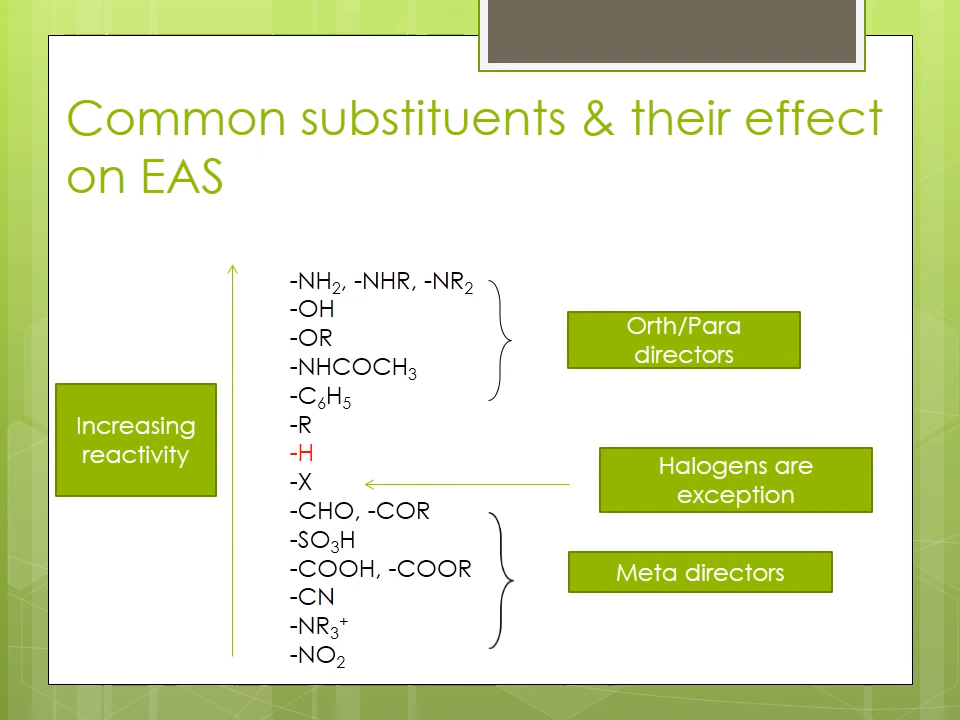 Common substituents & their effect
on EAS
-NH₂, -NHR, -NR₂
-OH
-OR
-NHCOCH₃
-C₆H₅
-R
-H
-X
-CHO, -COR
-SO₃H
-COOH, -COOR
-CN
-NR₃⁺
-NO₂
Increasing
reactivity
Orth/Para
directors
Halogens are
exception
Meta directors